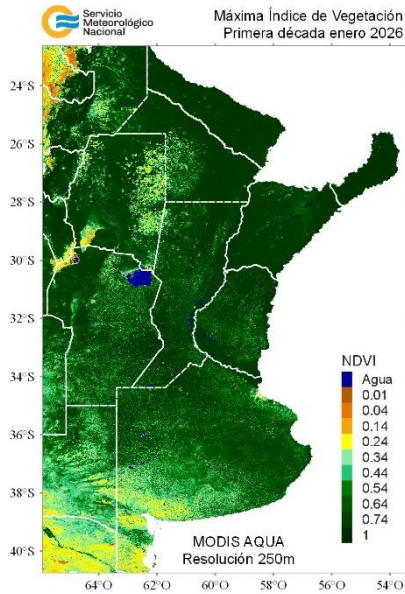 Servicio
Meteorológico
Nacional
Máxima Índice de Vegetación
Primera década enero 2026
24°S
26°S
28°S
30°S
32°S
34°S
36°S
38°S
40°S
NDVI
Agua
0.01
0.04
0.14
0.24
0.34
0.44
0.54
0.64
0.74
1
MODIS AQUA
Resolución 250m
64°O
62°O
60°O
58°O
56°O
54°O